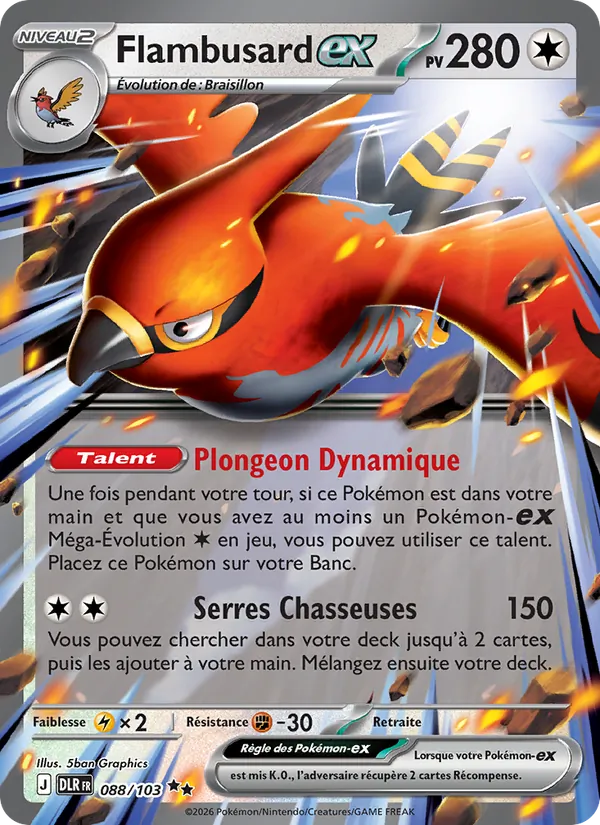 NIVEAU 2
Flambusard ex
PV 280
Évolution de : Braisillon
Talent Plongeon Dynamique
Une fois pendant votre tour, si ce Pokémon est dans votre
main et que vous avez au moins un Pokémon-ex
Méga-Évolution en jeu, vous pouvez utiliser ce talent.
Placez ce Pokémon sur votre Banc.
Serres Chasseuses 150
Vous pouvez chercher dans votre deck jusqu'à 2 cartes,
puis les ajouter à votre main. Mélangez ensuite votre deck.
Faiblesse ×2 Résistance -30 Retraite
Règle des Pokémon-ex Lorsque votre Pokémon-ex
est mis K.O., l'adversaire récupère 2 cartes Récompense.
Illus. 5ban Graphics
J DLR FR 088/103
©2026 Pokémon/Nintendo/Creatures/GAME FREAK